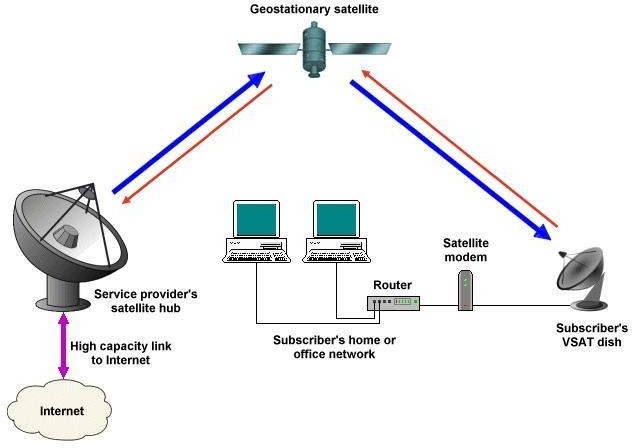 Geostationary satellite
Service provider's
satellite hub
High capacity link
to Internet
Internet
Subscriber's home or
office network
Router
Satellite
modem
Subscriber's
VSAT dish